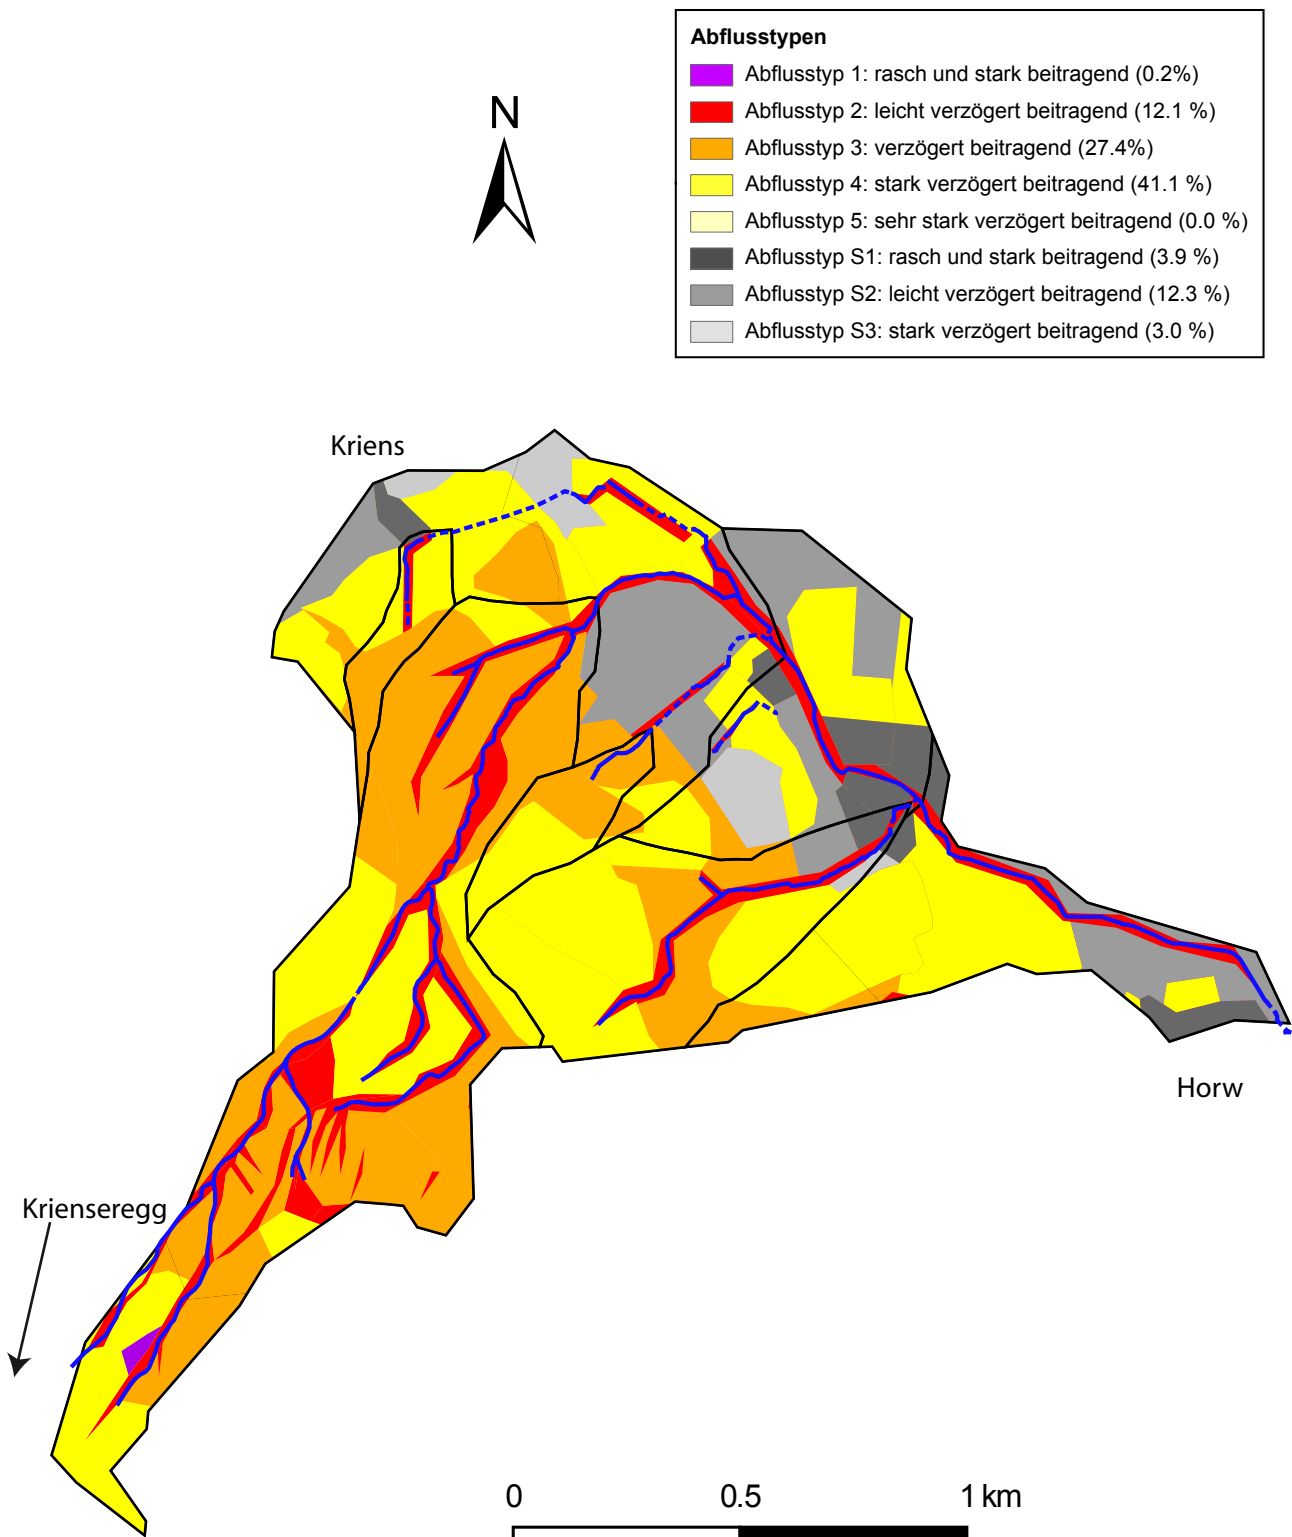 Abflusstypen
Abflusstyp 1: rasch und stark beitragend (0.2%)
Abflusstyp 2: leicht verzögert beitragend (12.1 %)
Abflusstyp 3: verzögert beitragend (27.4%)
Abflusstyp 4: stark verzögert beitragend (41.1 %)
Abflusstyp 5: sehr stark verzögert beitragend (0.0 %)
Abflusstyp S1: rasch und stark beitragend (3.9 %)
Abflusstyp S2: leicht verzögert beitragend (12.3 %)
Abflusstyp S3: stark verzögert beitragend (3.0 %)
N
Kriens
Horw
Krienseregg
0 0.5 1 km